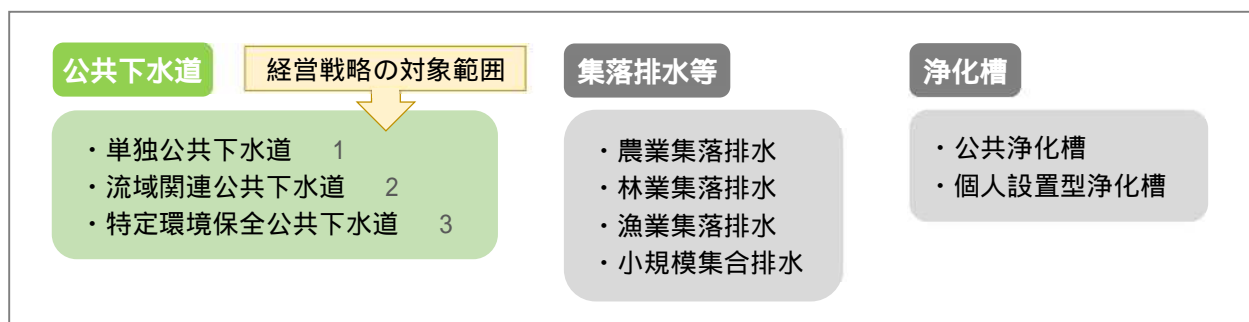 公共下水道
経営戦略の対象範囲
・単独公共下水道 1
・流域関連公共下水道 2
・特定環境保全公共下水道 3
集落排水等
・農業集落排水
・林業集落排水
・漁業集落排水
・小規模集合排水
浄化槽
・公共浄化槽
・個人設置型浄化槽